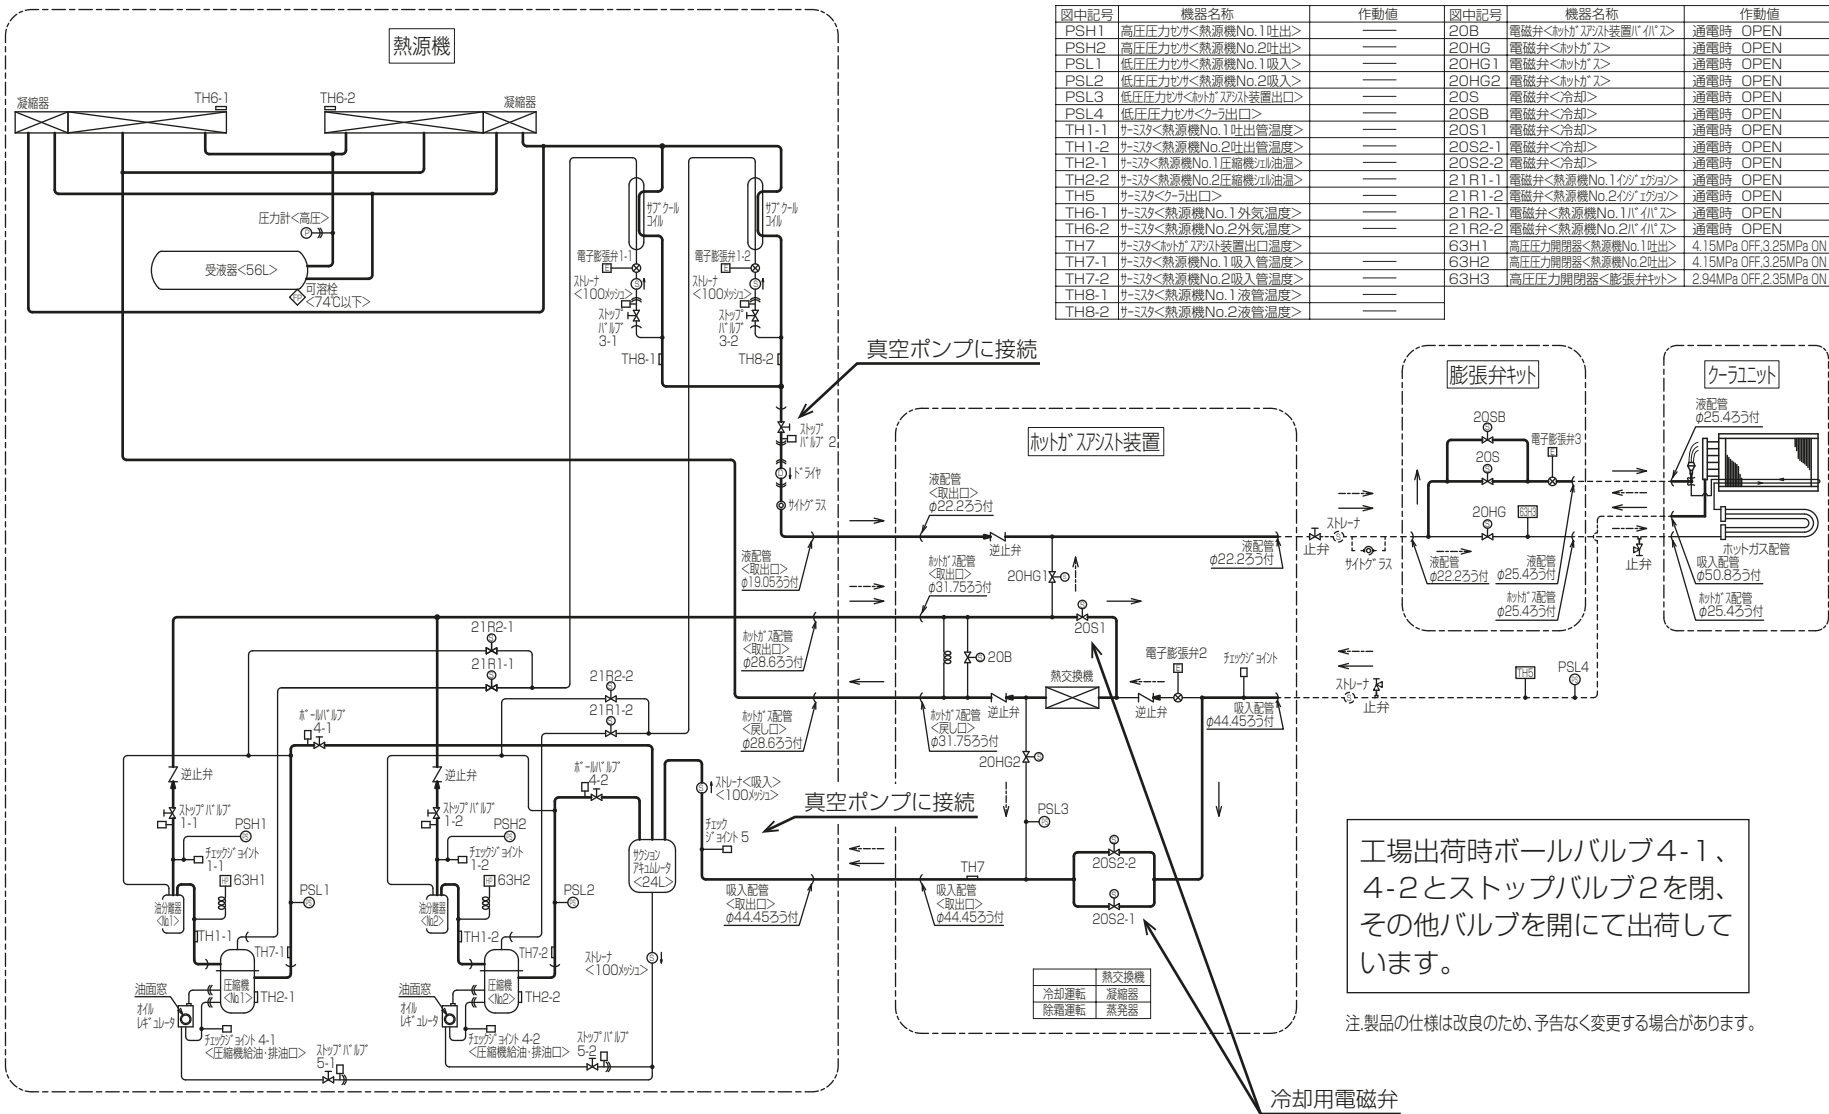 図中記号 機器名称 作動値 図中記号 機器名称 作動値
PSH1 高圧圧力センサ<熱源機No.1吐出> ―― 20B 電磁弁<ホットガスアシスト装置バイパス> 通電時 OPEN
PSH2 高圧圧力センサ<熱源機No.2吐出> ―― 20HG 電磁弁<ホットガス> 通電時 OPEN
PSL1 低圧圧力センサ<熱源機No.1吸入> ―― 20HG1 電磁弁<ホットガス> 通電時 OPEN
PSL2 低圧圧力センサ<熱源機No.2吸入> ―― 20HG2 電磁弁<ホットガス> 通電時 OPEN
PSL3 低圧圧力センサ<ホットガスアシスト装置出口> 20S 電磁弁<冷却> 通電時 OPEN
PSL4 低圧圧力センサ<クーラ出口> 20SB 電磁弁<冷却> 通電時 OPEN
TH1-1 サーミスタ<熱源機No.1吐出管温度> ―― 20S1 電磁弁<冷却> 通電時 OPEN
TH1-2 サーミスタ<熱源機No.2吐出管温度> ―― 20S2-1 電磁弁<冷却> 通電時 OPEN
TH2-1 サーミスタ<熱源機No.1圧縮機シェル油温> ―― 20S2-2 電磁弁<冷却> 通電時 OPEN
TH2-2 サーミスタ<熱源機No.2圧縮機シェル油温> ―― 21R1-1 電磁弁<熱源機No.1インジェクション> 通電時 OPEN
TH5 サーミスタ<クーラ出口> ―― 21R1-2 電磁弁<熱源機No.2インジェクション> 通電時 OPEN
TH6-1 サーミスタ<熱源機No.1外気温度> ―― 21R2-1 電磁弁<熱源機No.1バイパス> 通電時 OPEN
TH6-2 サーミスタ<熱源機No.2外気温度> ―― 21R2-2 電磁弁<熱源機No.2バイパス> 通電時 OPEN
TH7 サーミスタ<ホットガスアシスト装置出口温度> 63H1 高圧圧力開閉器<熱源機No.1吐出> 4.15MPa OFF,3.25MPa ON
TH7-1 サーミスタ<熱源機No.1吸入管温度> ―― 63H2 高圧圧力開閉器<熱源機No.2吐出> 4.15MPa OFF,3.25MPa ON
TH7-2 サーミスタ<熱源機No.2吸入管温度> ―― 63H3 高圧圧力開閉器<膨張弁キット> 2.94MPa OFF,2.35MPa ON
TH8-1 サーミスタ<熱源機No.1液管温度> ――
TH8-2 サーミスタ<熱源機No.2液管温度> ――
熱源機
凝縮器
TH6-1
TH6-2
凝縮器
圧力計<高圧>
P
受液器<56L>
FP
可溶栓
<74℃以下>
サブクール
コイル
サブクール
コイル
電子膨張弁1-1
E
電子膨張弁1-2
E
ストレーナ
<100メッシュ>
S
ストレーナ
<100メッシュ>
S
ストップ
バルブ
3-1
ストップ
バルブ
3-2
TH8-1
TH8-2
真空ポンプに接続
ストップ
バルブ 2
D
ドライヤ
サイトグラス
液配管
<取出口>
φ19.05ろう付
ホットガス配管
<取出口>
φ28.6ろう付
ホットガス配管
<戻し口>
φ28.6ろう付
21R2-1
S
21R1-1
S
21R2-2
S
21R1-2
S
ボールバルブ
4-1
ボールバルブ
4-2
逆止弁
逆止弁
ストップバルブ
1-1
ストップバルブ
1-2
PSH1
PSH2
チェックジョイント
1-1
チェックジョイント
1-2
63H1
63H2
PSL1
PSL2
油分離器
<No1>
油分離器
<No2>
TH1-1
TH1-2
TH7-1
TH7-2
圧縮機
<No1>
圧縮機
<No2>
TH2-1
TH2-2
油面窓
オイル
レギュレータ
油面窓
オイル
レギュレータ
チェックジョイント 4-1
<圧縮機給油・排油口>
チェックジョイント 4-2
<圧縮機給油・排油口>
ストップバルブ
5-1
ストップバルブ
5-2
サクション
アキュムレータ
<24L>
ストレーナ<吸入>
<100メッシュ>
チェック
ジョイント 5
真空ポンプに接続
吸入配管
<取出口>
φ44.45ろう付
ストレーナ
<100メッシュ>
ホットガスアシスト装置
液配管
<取出口>
φ22.2ろう付
逆止弁
ホットガス配管
<取出口>
φ31.75ろう付
20HG1
20S1
20B
液配管
φ22.2ろう付
電子膨張弁2
E
チェックジョイント
熱交換機
逆止弁
逆止弁
吸入配管
φ44.45ろう付
ホットガス配管
<戻し口>
φ31.75ろう付
20HG2
PSL3
TH7
吸入配管
<取出口>
φ44.45ろう付
20S2-2
20S2-1
熱交換機
冷却運転 凝縮器
除霜運転 蒸発器
冷却用電磁弁
止弁
ストレーナ
サイトグラス
ストレーナ
止弁
TH5
PSL4
膨張弁キット
20SB
20S
電子膨張弁3
E
20HG
63H3
液配管
φ22.2ろう付
液配管
φ25.4ろう付
ホットガス配管
φ25.4ろう付
止弁
クーラユニット
液配管
φ25.4ろう付
ホットガス配管
吸入配管
φ50.8ろう付
ホットガス配管
φ25.4ろう付
工場出荷時ボールバルブ4-1、
4-2とストップバルブ2を閉、
その他バルブを開にて出荷して
います。
注.製品の仕様は改良のため、予告なく変更する場合があります。